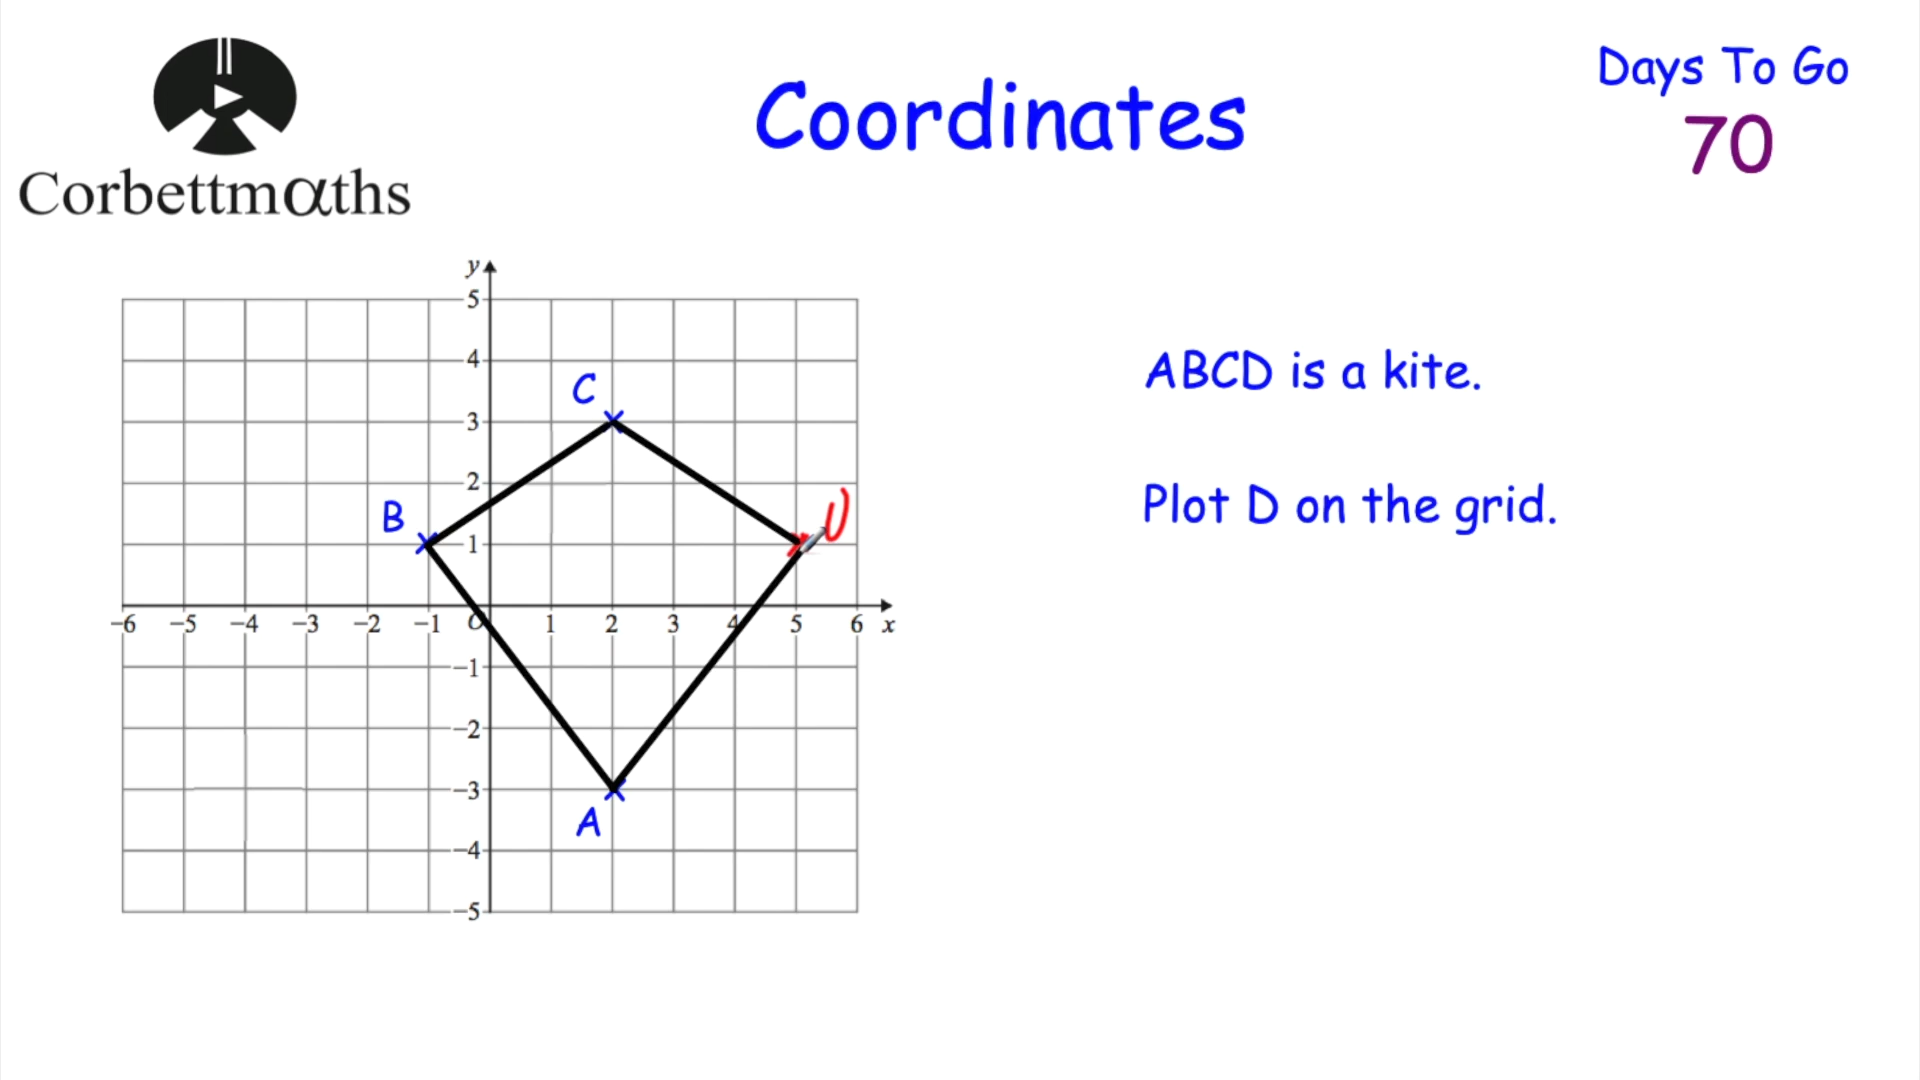 Corbettmαths
Coordinates
Days To Go
70
y
5
4
C
3
2
B
D
1
−6 −5 −4 −3 −2 −1 O 1 2 3 4 5 6 x
−1
−2
−3
A
−4
−5
ABCD is a kite.
Plot D on the grid.